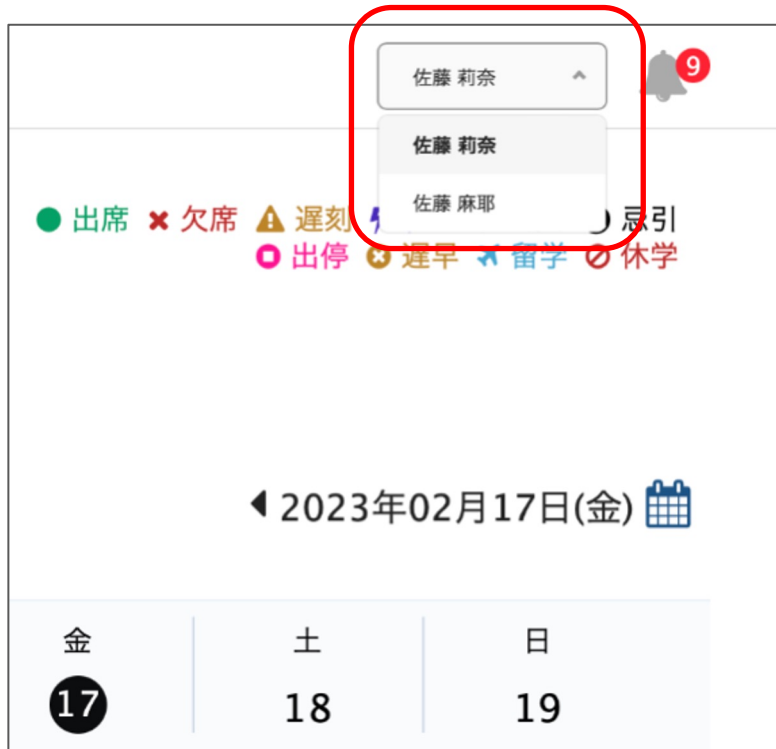 佐藤 莉奈
9
佐藤 莉奈
佐藤 麻耶
出席 欠席 遅刻 忌引
出停 遅早 留学 休学
2023年02月17日(金)
金 土 日
17 18 19